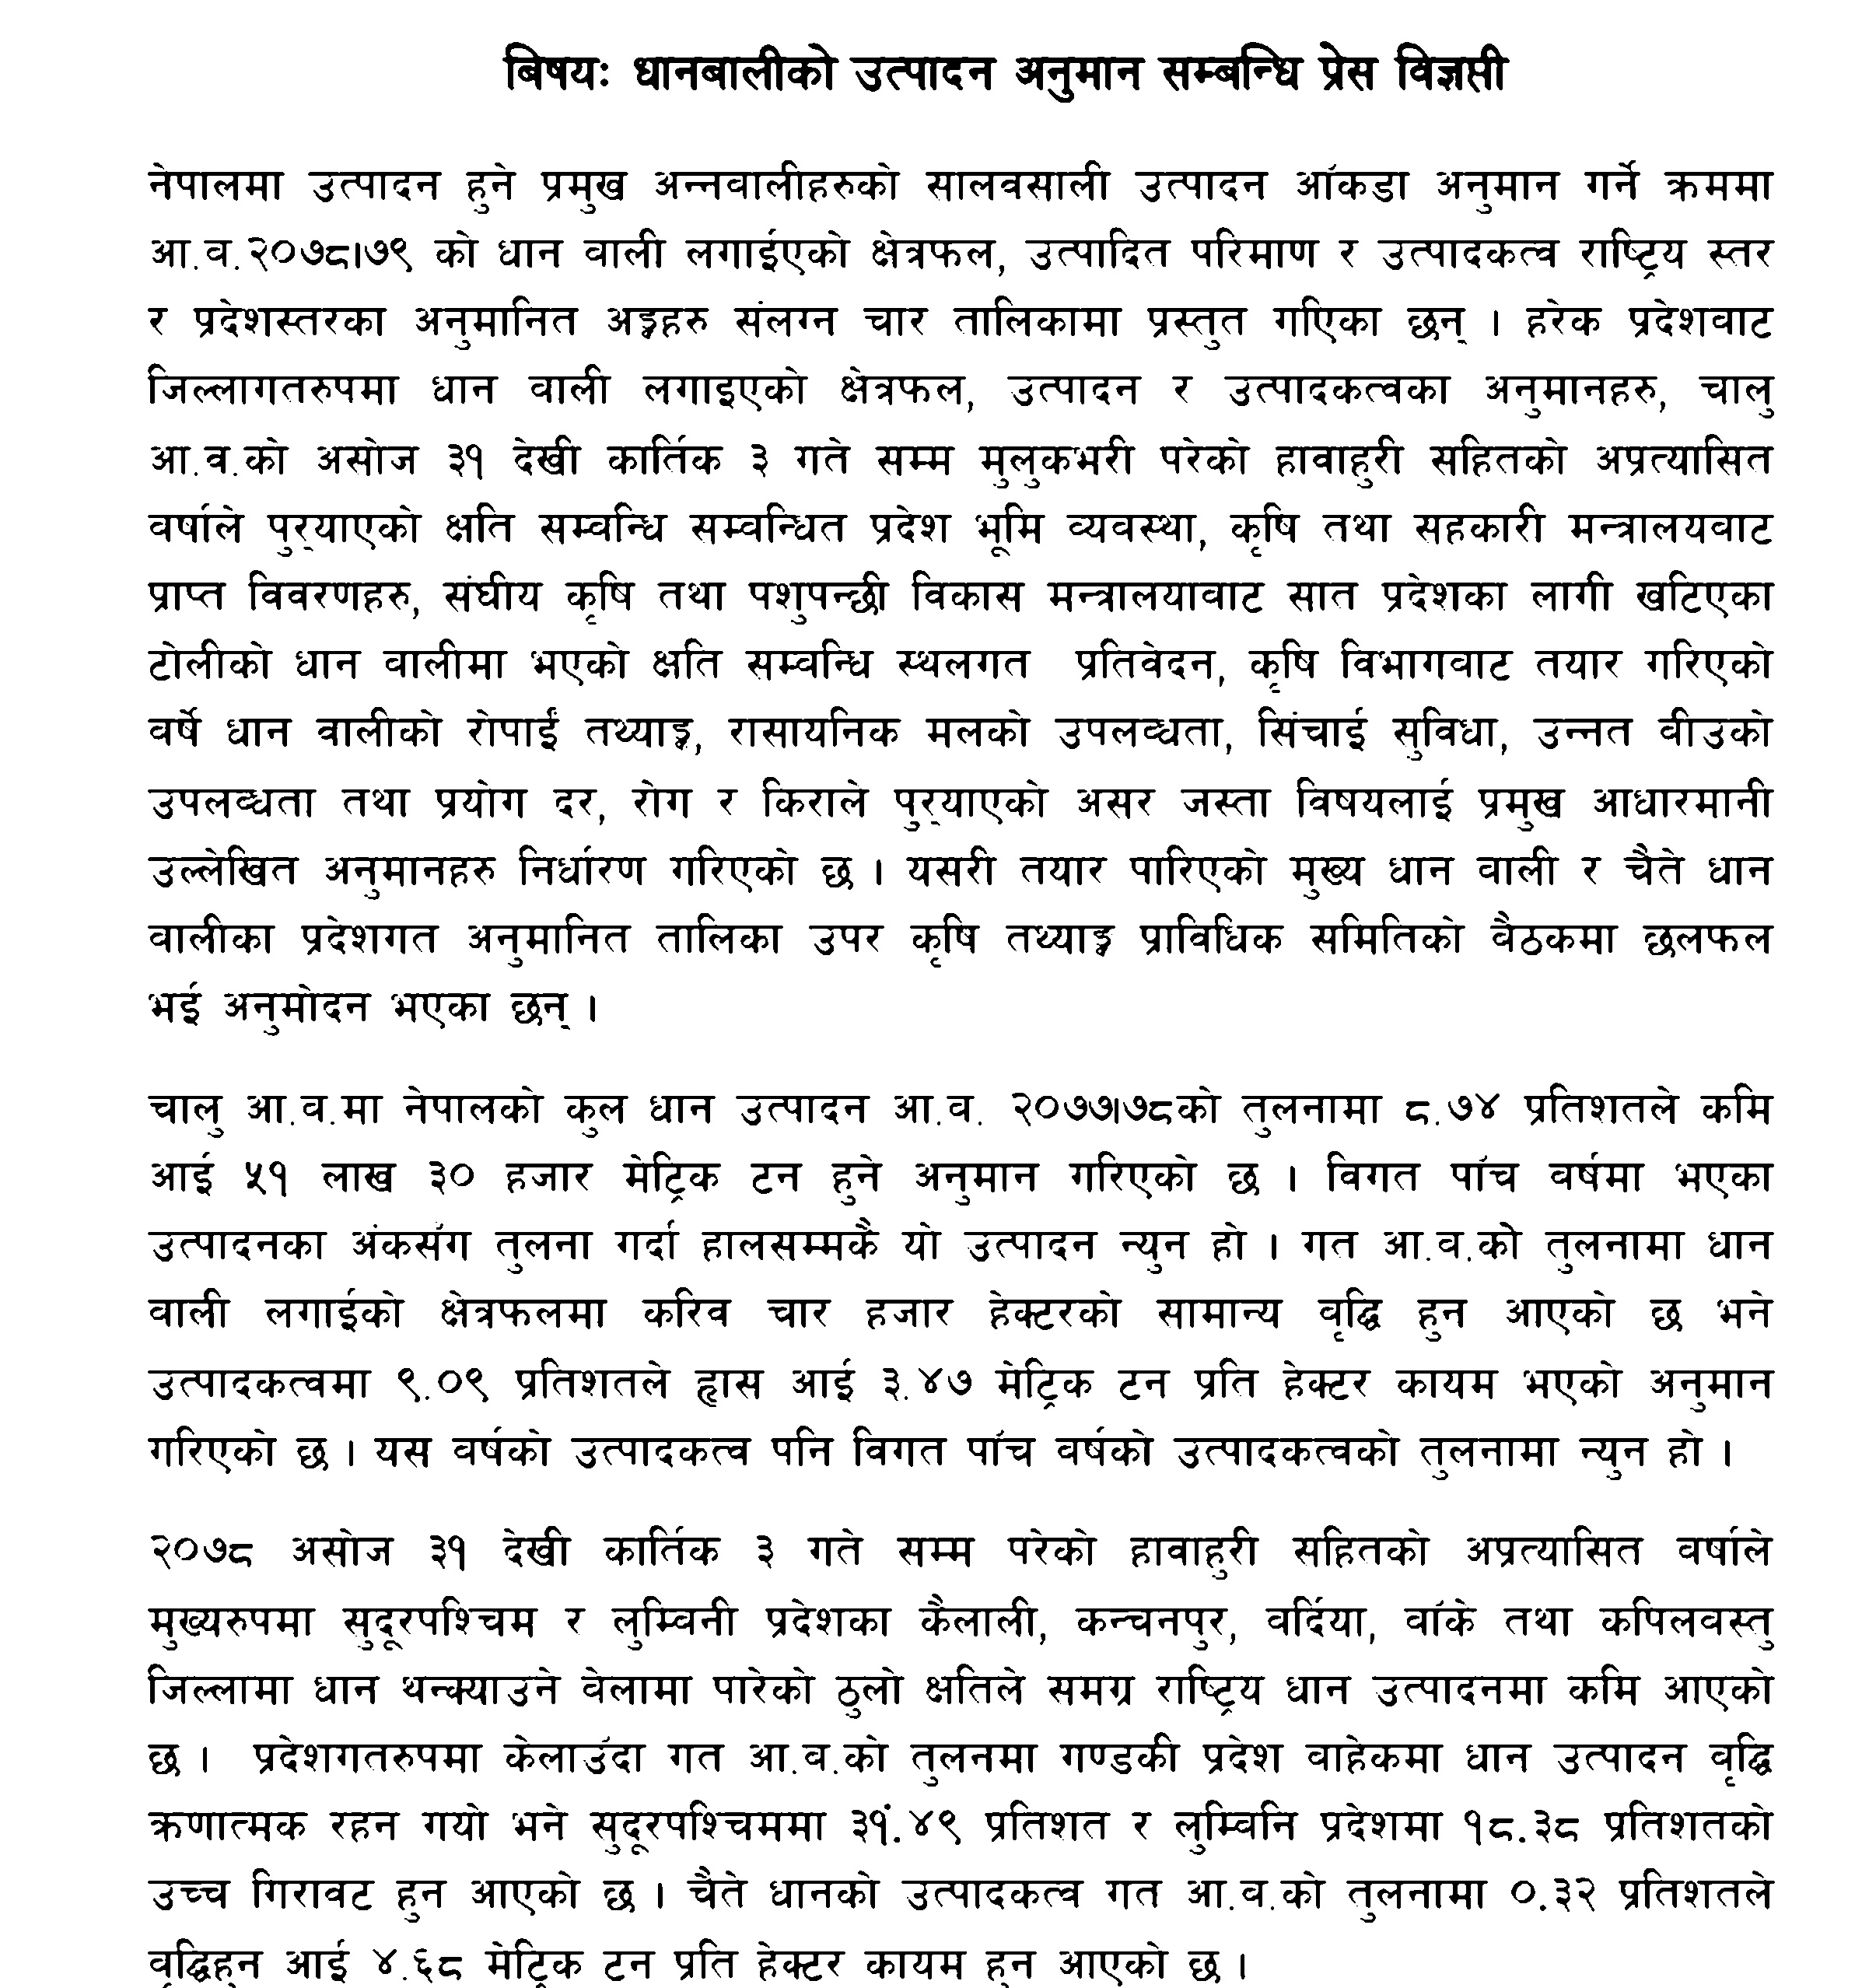 बिषयः धानबालीको उत्पादन अनुमान सम्बन्धि प्रेस विज्ञप्ती
नेपालमा उत्पादन हुने प्रमुख अन्नवालीहरुको सालवसाली उत्पादन आॅकडा अनुमान गर्ने क्रममा
आ.व.२०७८।७९ को धान वाली लगाईएको क्षेत्रफल, उत्पादित परिमाण र उत्पादकत्व राष्ट्रिय स्तर
र प्रदेशस्तरका अनुमानित अङ्कहरु संलग्न चार तालिकामा प्रस्तुत गएिका छन् । हरेक प्रदेशवाट
जिल्लागतरुपमा धान वाली लगाइएको क्षेत्रफल, उत्पादन र उत्पादकत्वका अनुमानहरु, चालु
आ.व.को असोज ३१ देखी कार्तिक ३ गते सम्म मुलुकभरी परेको हावाहुरी सहितको अप्रत्यासित
वर्षाले पुर्‍याएको क्षति सम्वन्धि सम्वन्धित प्रदेश भूमि व्यवस्था, कृषि तथा सहकारी मन्त्रालयवाट
प्राप्त विवरणहरु, संघीय कृषि तथा पशुपन्छी विकास मन्त्रालयावाट सात प्रदेशका लागी खटिएका
टोलीको धान वालीमा भएको क्षति सम्वन्धि स्थलगत प्रतिवेदन, कृषि विभागवाट तयार गरिएको
वर्षे धान वालीको रोपाईं तथ्याङ्क, रासायनिक मलको उपलव्धता, सिंचाई सुविधा, उन्नत वीउको
उपलव्धता तथा प्रयोग दर, रोग र किराले पुर्‍याएको असर जस्ता विषयलाई प्रमुख आधारमानी
उल्लेखित अनुमानहरु निर्धारण गरिएको छ । यसरी तयार पारिएको मुख्य धान वाली र चैते धान
वालीका प्रदेशगत अनुमानित तालिका उपर कृषि तथ्याङ्क प्राविधिक समितिको वैठकमा छलफल
भई अनुमोदन भएका छन् ।
चालु आ.व.मा नेपालको कुल धान उत्पादन आ.व. २०७७।७८को तुलनामा ८.७४ प्रतिशतले कमि
आई ५१ लाख ३० हजार मेट्रिक टन हुने अनुमान गरिएको छ । विगत पाॅच वर्षमा भएका
उत्पादनका अंकसॅग तुलना गर्दा हालसम्मकै यो उत्पादन न्युन हो । गत आ.व.को तुलनामा धान
वाली लगाईको क्षेत्रफलमा करिव चार हजार हेक्टरको सामान्य वृद्धि हुन आएको छ भने
उत्पादकत्वमा ९.०९ प्रतिशतले ह्रास आई ३.४७ मेट्रिक टन प्रति हेक्टर कायम भएको अनुमान
गरिएको छ । यस वर्षको उत्पादकत्व पनि विगत पाॅच वर्षको उत्पादकत्वको तुलनामा न्युन हो ।
२०७८ असोज ३१ देखी कार्तिक ३ गते सम्म परेको हावाहुरी सहितको अप्रत्यासित वर्षाले
मुख्यरुपमा सुदूरपश्चिम र लुम्विनी प्रदेशका कैलाली, कन्चनपुर, वर्दिया, वाॅके तथा कपिलवस्तु
जिल्लामा धान थन्क्याउने वेलामा पारेको ठुलो क्षतिले समग्र राष्ट्रिय धान उत्पादनमा कमि आएको
छ । प्रदेशगतरुपमा केलाउॅदा गत आ.व.को तुलनमा गण्डकी प्रदेश वाहेकमा धान उत्पादन वृद्धि
ऋणात्मक रहन गयो भने सुदूरपश्चिममा ३१ं.४९ प्रतिशत र लुम्विनि प्रदेशमा १८.३८ प्रतिशतको
उच्च गिरावट हुन आएको छ । चैते धानको उत्पादकत्व गत आ.व.को तुलनामा ०.३२ प्रतिशतले
वृद्धिहुन आई ४.६८ मेट्रिक टन प्रति हेक्टर कायम हुन आएको छ ।